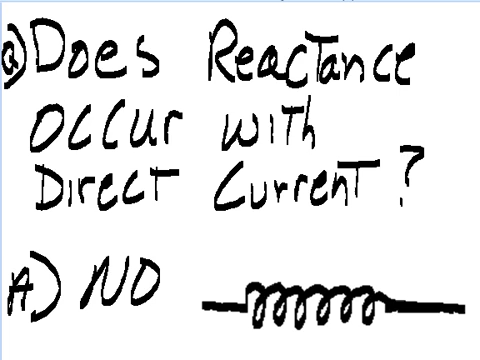 Q) Does Reactance
Occur with
Direct Current?
A) NO